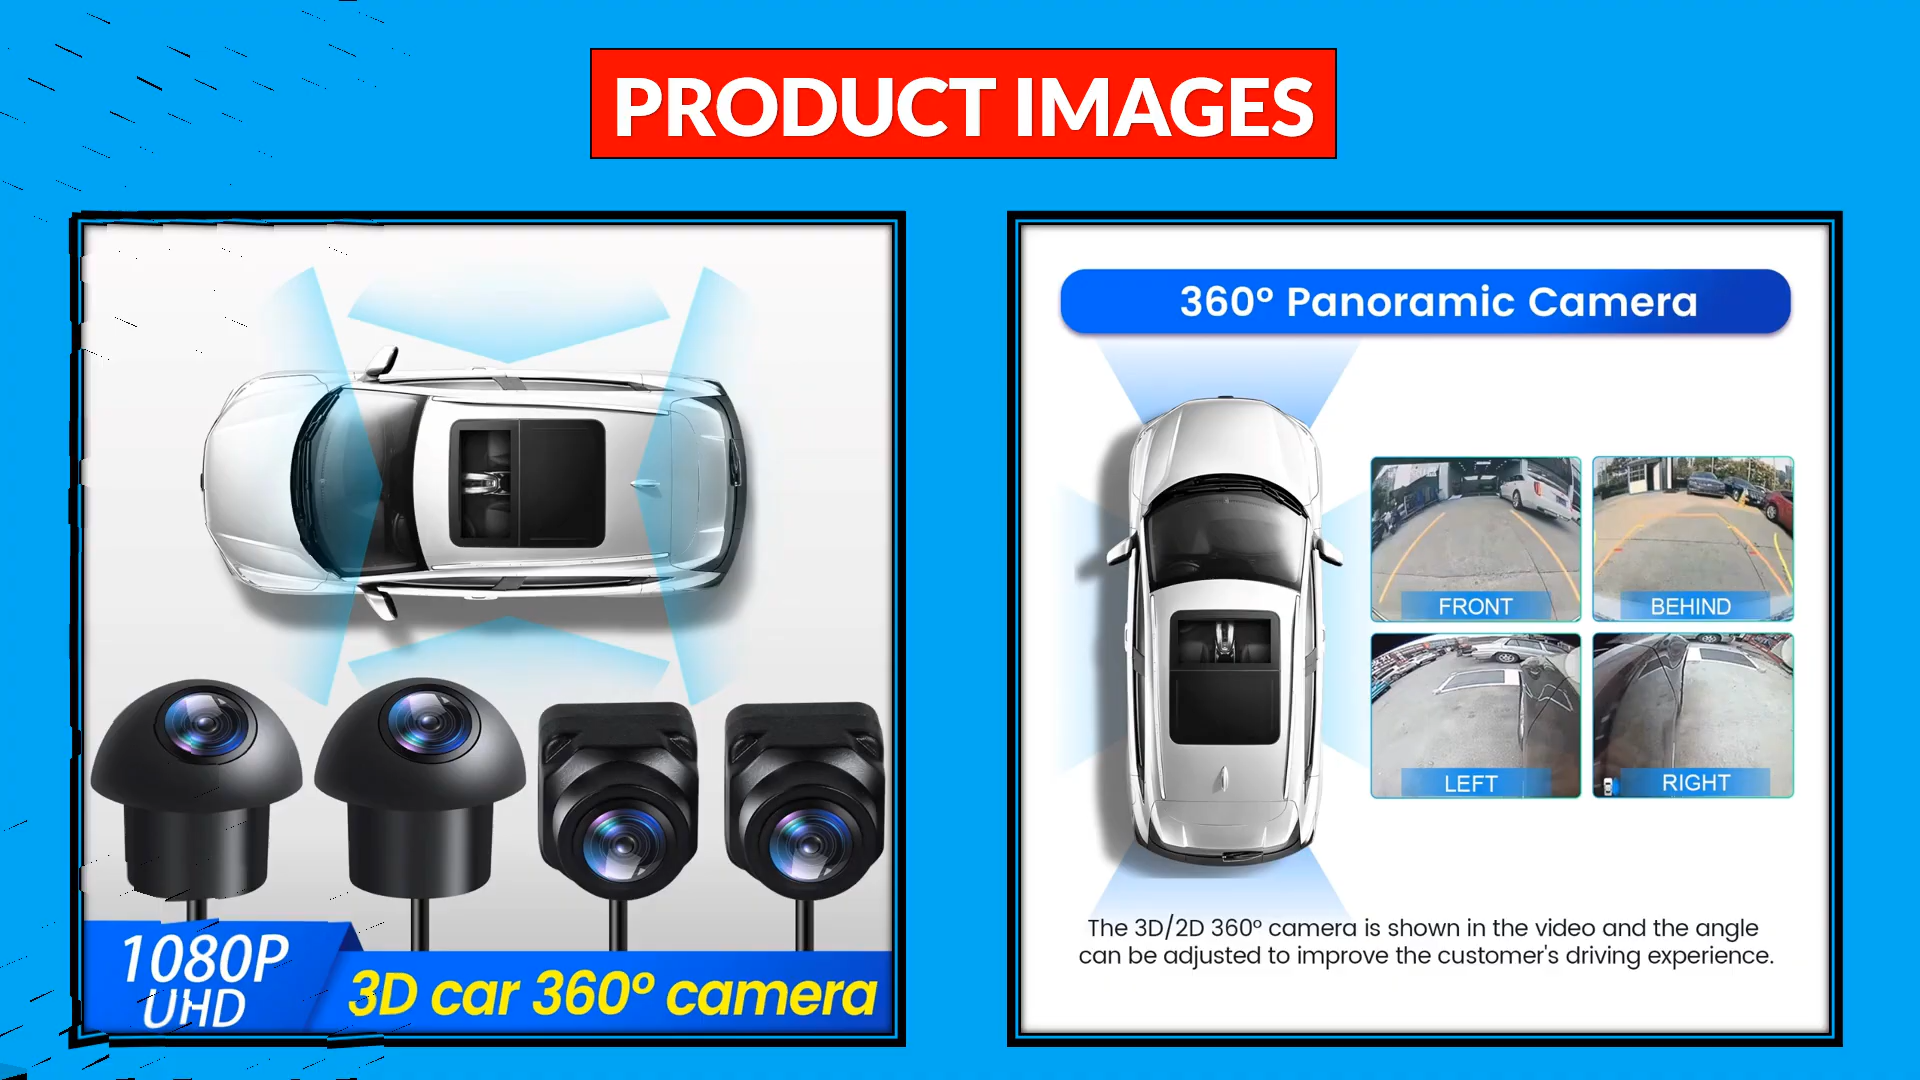 PRODUCT IMAGES
1080P
UHD
3D car 360° camera
360° Panoramic Camera
FRONT
BEHIND
LEFT
RIGHT
The 3D/2D 360° camera is shown in the video and the angle
can be adjusted to improve the customer's driving experience.